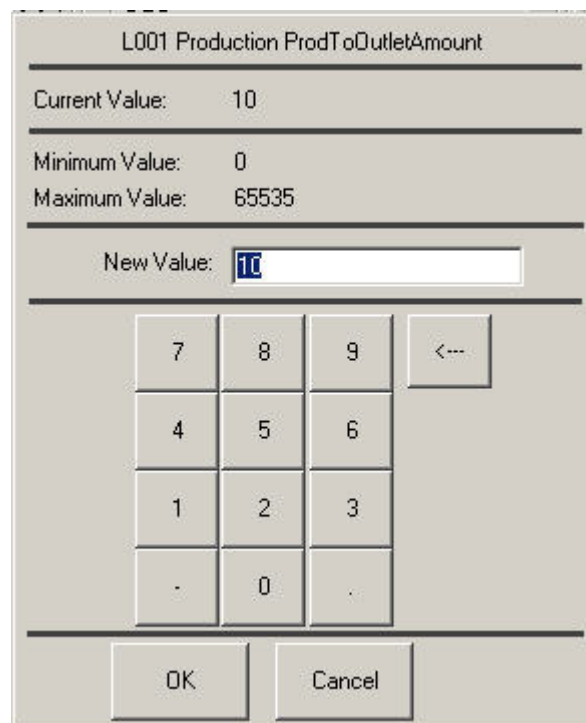 L001 Production ProdToOutletAmount
Current Value: 10
Minimum Value: 0
Maximum Value: 65535
New Value: 10
7 8 9 <---
4 5 6
1 2 3
- 0 .
OK Cancel